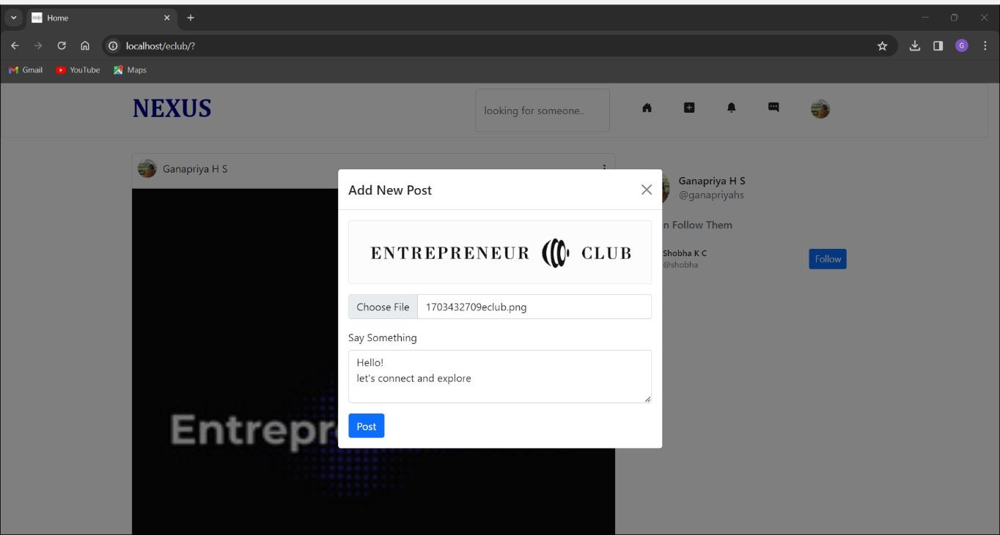 Home
localhost/eclub/?
G
Gmail
YouTube
Maps
NEXUS
looking for someone..
Ganapriya H S
Add New Post
ENTREPRENEUR CLUB
Choose File 1703432709eclub.png
Say Something
Hello!
let's connect and explore
Post
Ganapriya H S
@ganapriyahs
n Follow Them
Shobha K C
@shobha
Follow
Entrepr